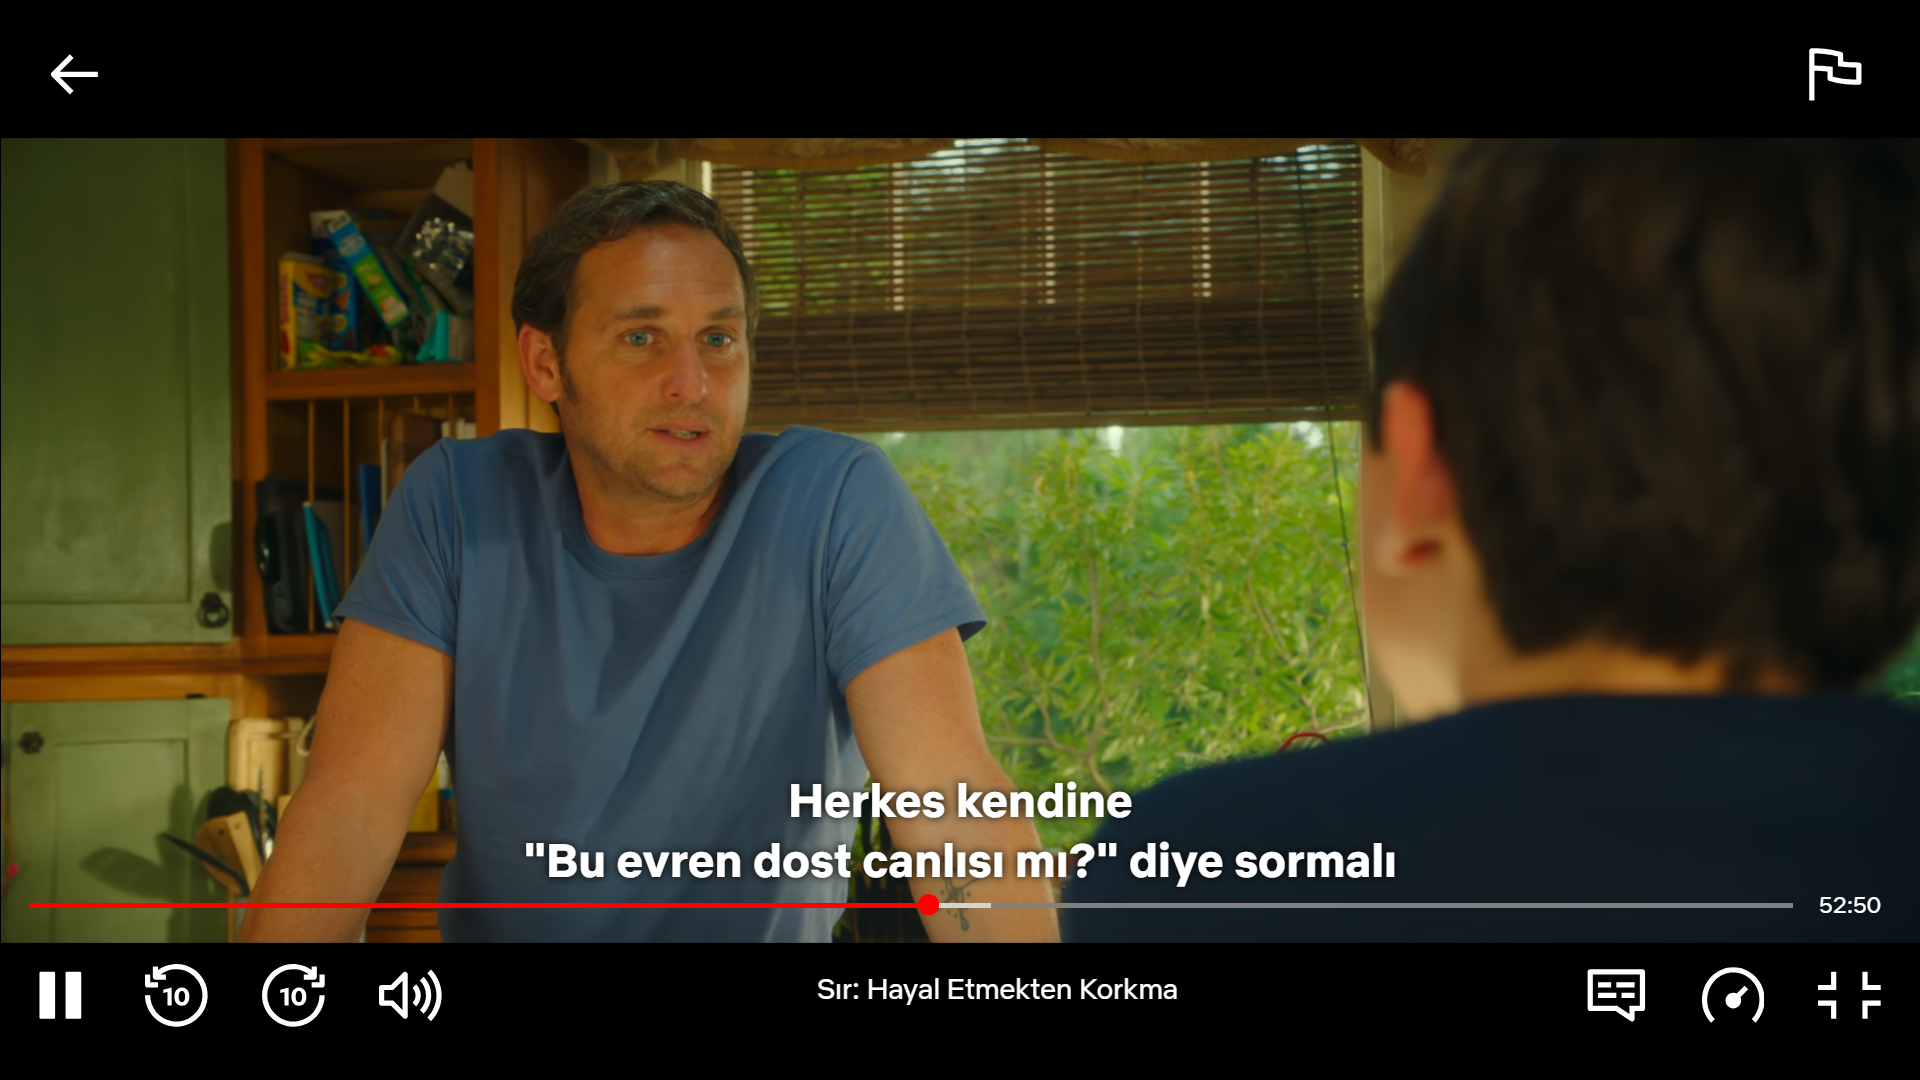 Herkes kendine
"Bu evren dost canlısı mı?" diye sormalı
52:50
10
10
Sır: Hayal Etmekten Korkma